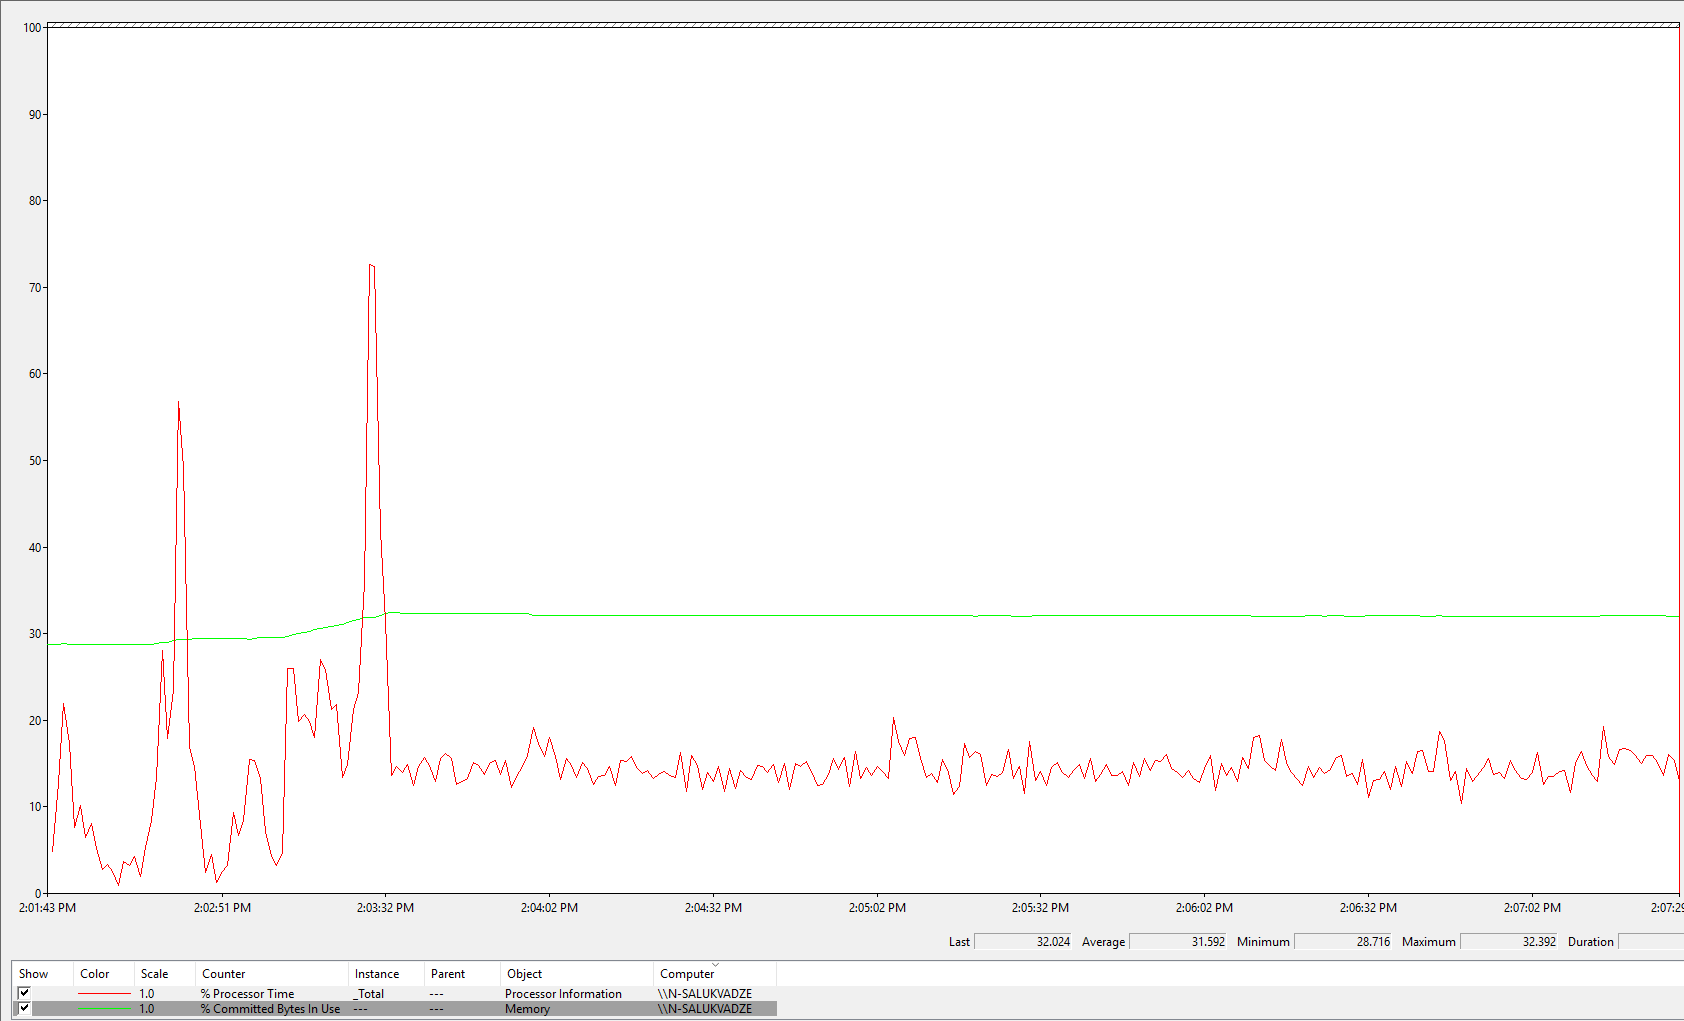 100
90
80
70
60
50
40
30
20
10
0
2:01:43 PM 2:02:51 PM 2:03:32 PM 2:04:02 PM 2:04:32 PM 2:05:02 PM 2:05:32 PM 2:06:02 PM 2:06:32 PM 2:07:02 PM 2:07:29
Last 32.024 Average 31.592 Minimum 28.716 Maximum 32.392 Duration
Show Color Scale Counter Instance Parent Object Computer
1.0 % Processor Time _Total --- Processor Information \\N-SALUKVADZE
1.0 % Committed Bytes In Use --- --- Memory \\N-SALUKVADZE